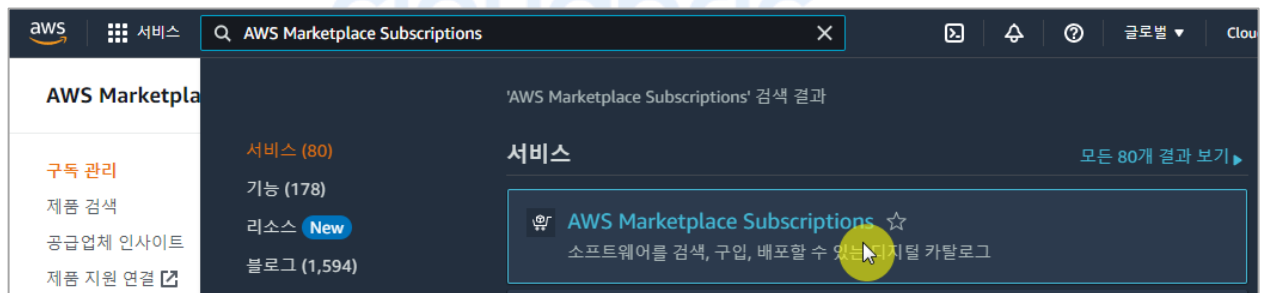 aws 서비스 AWS Marketplace Subscriptions 글로벌 ▼ Clou
AWS Marketpla
'AWS Marketplace Subscriptions' 검색 결과
서비스 (80)
서비스
모든 80개 결과 보기 ▶
구독 관리
기능 (178)
제품 검색
리소스 New
AWS Marketplace Subscriptions
공급업체 인사이트
소프트웨어를 검색, 구입, 배포할 수 있는 디지털 카탈로그
블로그 (1,594)
제품 지원 연결